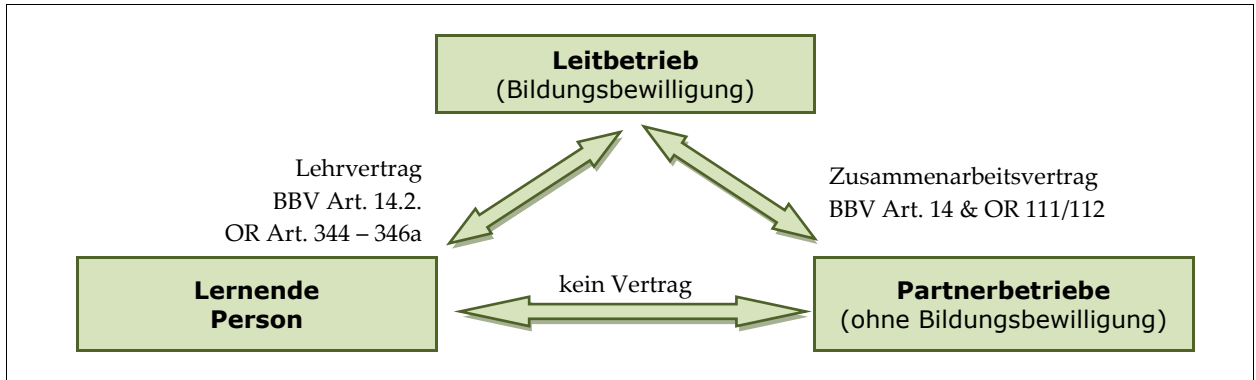 Leitbetrieb
(Bildungsbewilligung)
Lehrvertrag
BBV Art. 14.2.
OR Art. 344 – 346a
Zusammenarbeitsvertrag
BBV Art. 14 & OR 111/112
Lernende
Person
kein Vertrag
Partnerbetriebe
(ohne Bildungsbewilligung)